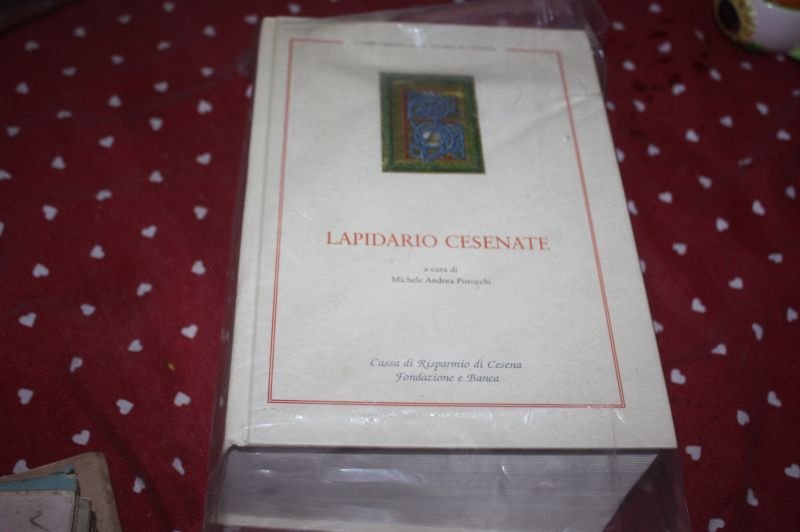 LAPIDARIO CESENATE
a cura di
Michele Andrea Pistocchi
Cassa di Risparmio di Cesena
Fondazione e Banca